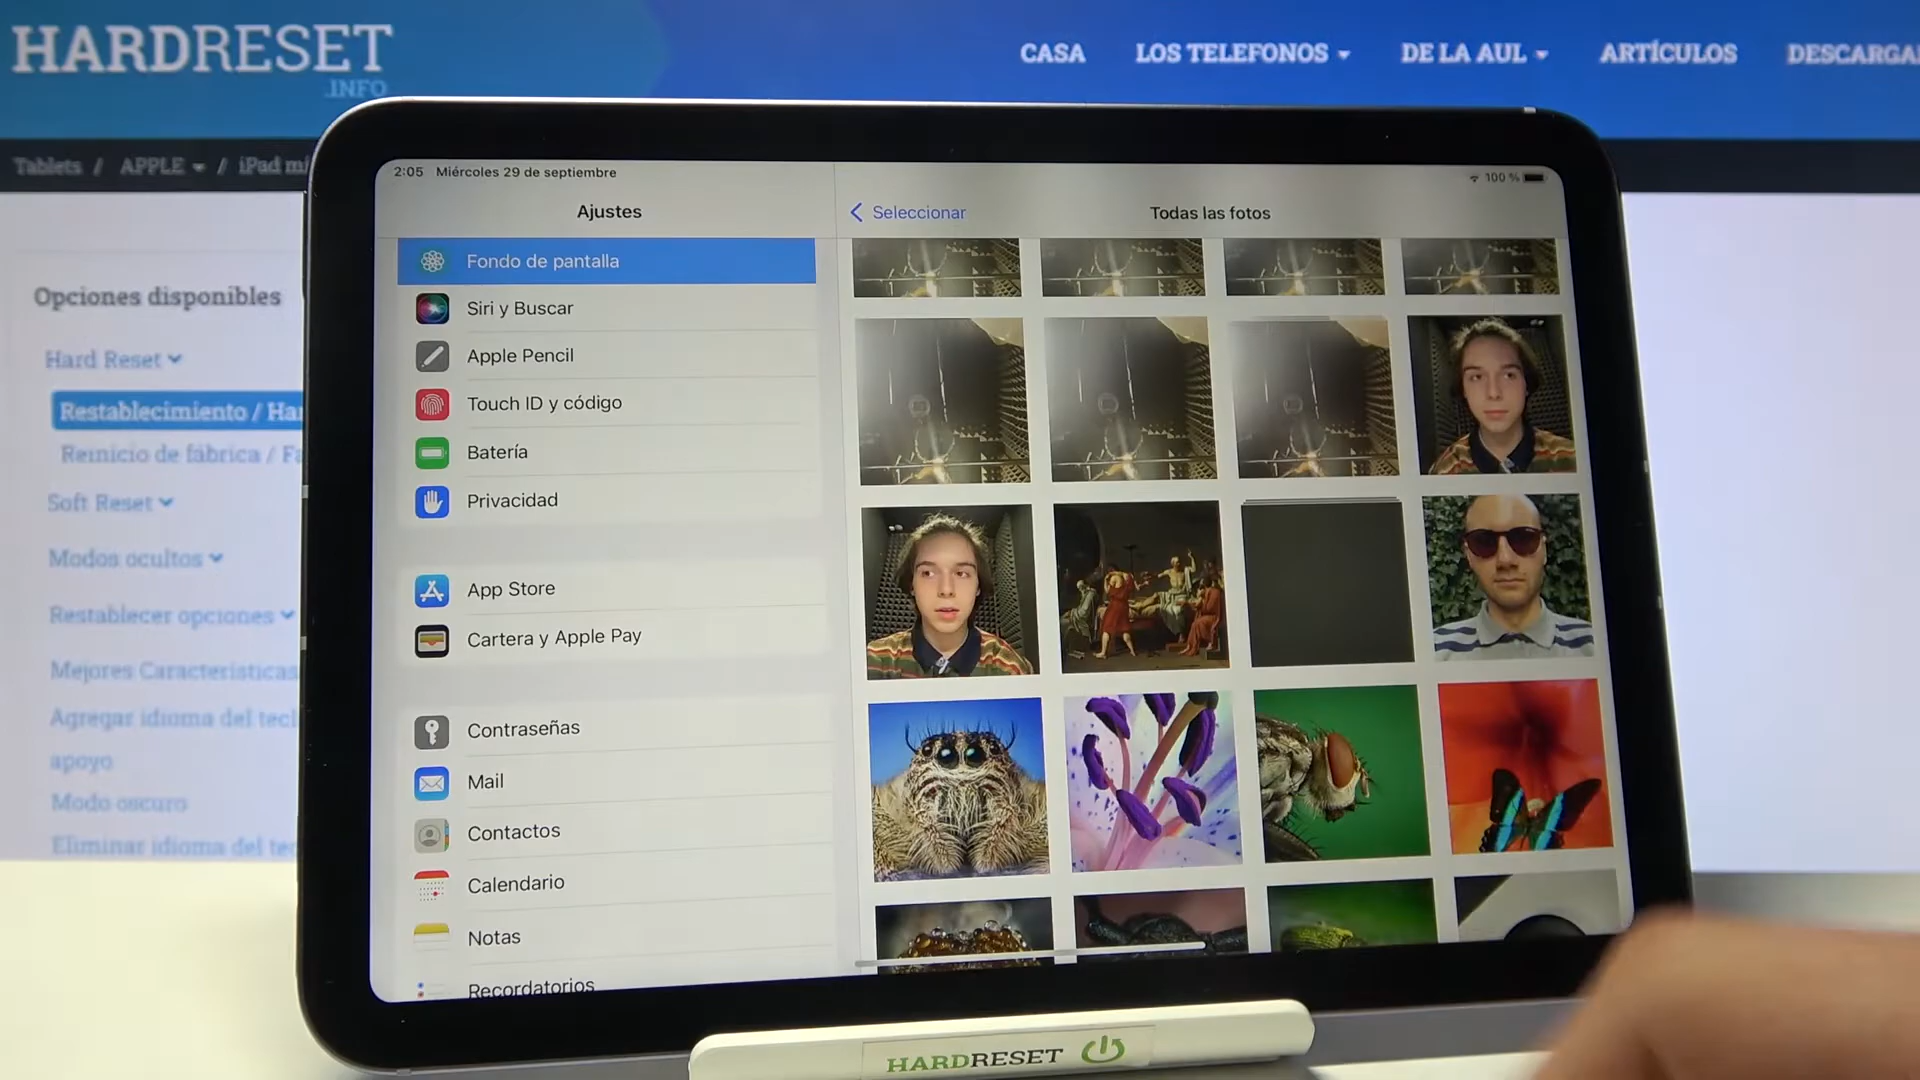 HARDRESET
.INFO
CASA
LOS TELEFONOS
DE LA AUL
ARTÍCULOS
Tablets / APPLE / iPad
Opciones disponibles
Hard Reset
Restablecimiento /
Reinicio de fábrica /
Soft Reset
Modos ocultos
Restablecer opciones
Mejores Características
Agregar idioma del
apoyo
Modo oscuro
Eliminar idioma del
2:05 Miércoles 29 de septiembre
100 %
Ajustes
Fondo de pantalla
Siri y Buscar
Apple Pencil
Touch ID y código
Batería
Privacidad
App Store
Cartera y Apple Pay
Contraseñas
Mail
Contactos
Calendario
Notas
Recordatorios
Seleccionar
Todas las fotos
HARDRESET